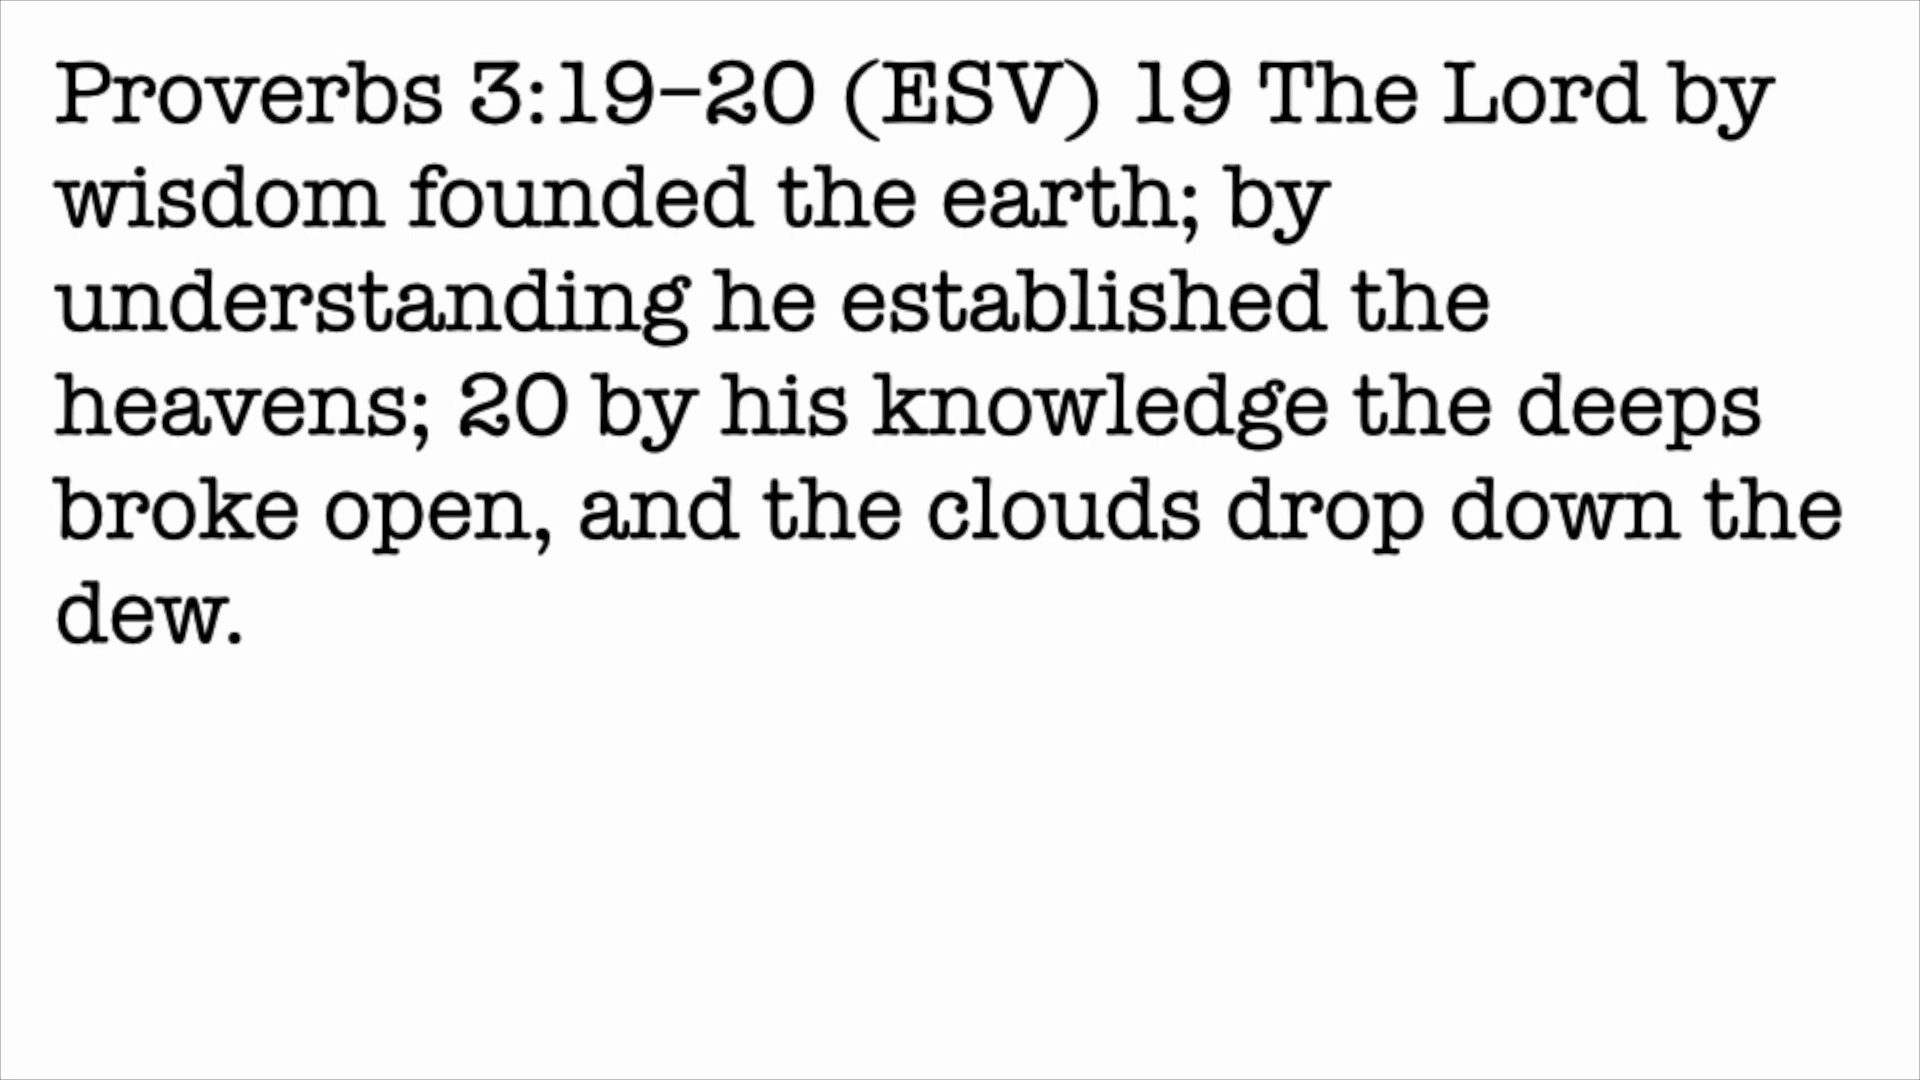 Proverbs 3:19–20 (ESV) 19 The Lord by
wisdom founded the earth; by
understanding he established the
heavens; 20 by his knowledge the deeps
broke open, and the clouds drop down the
dew.